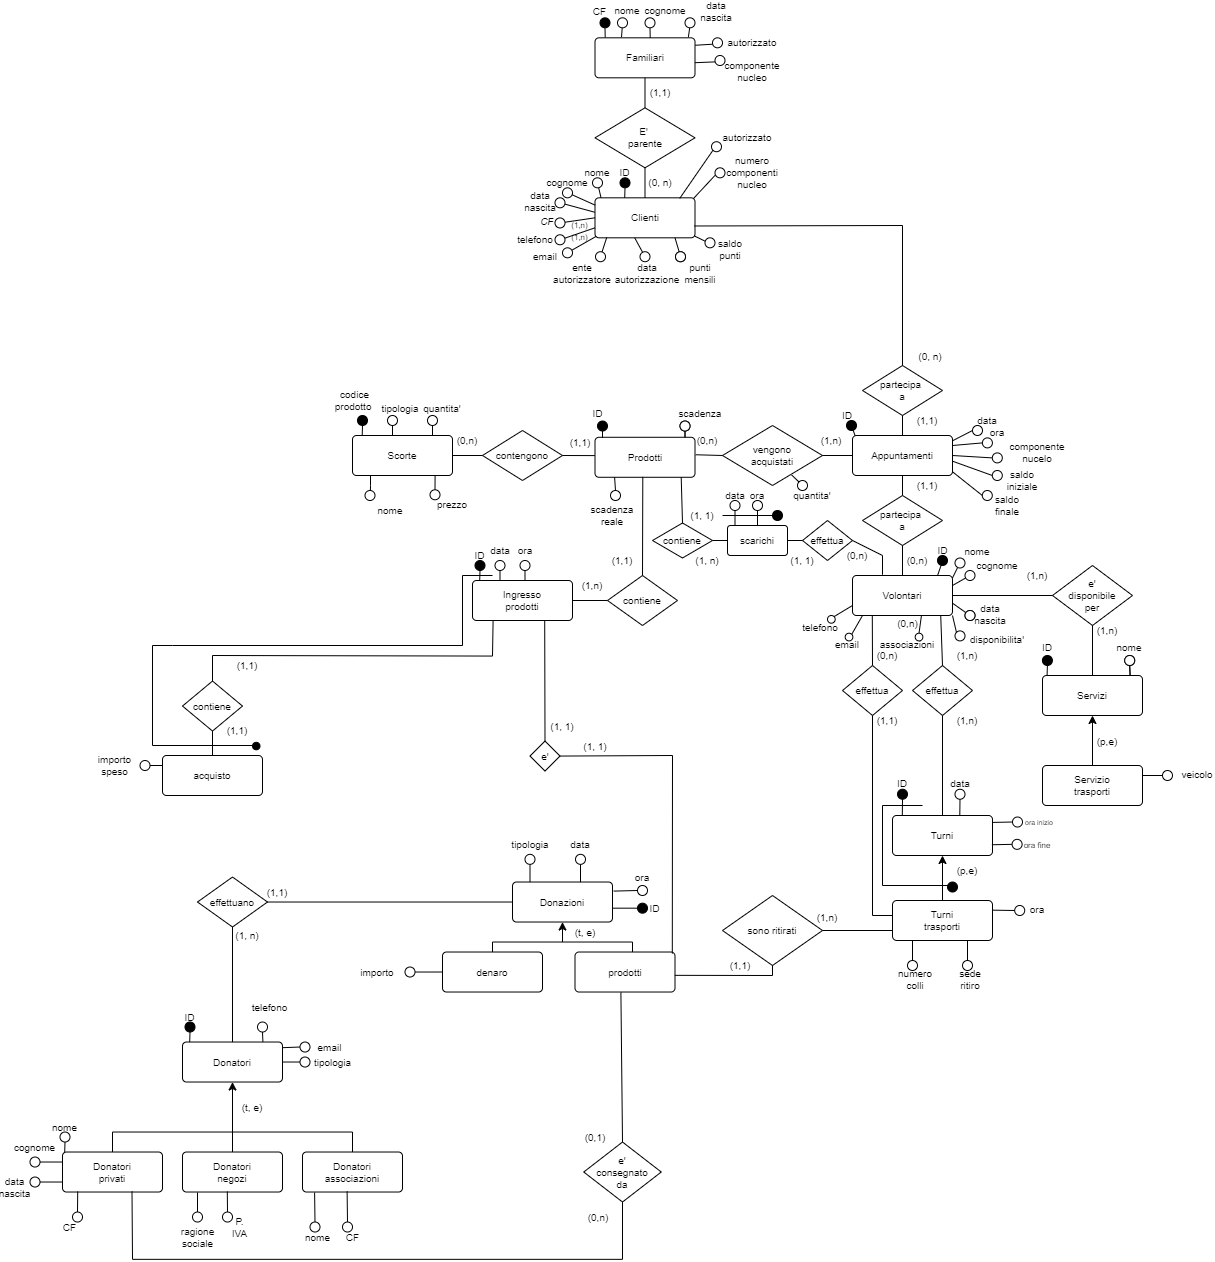 CF
nome
cognome
data
nascita
Familiari
autorizzato
componente
nucleo
(1,1)
E'
parente
autorizzato
numero
componenti
nucleo
(0, n)
ID
nome
cognome
data
nascita
CF
(1,n)
telefono
(1,n)
email
Clienti
saldo
punti
ente
autorizzatore
data
autorizzazione
punti
mensili
(0, n)
partecipa
a
(1,1)
codice
prodotto
tipologia
quantita'
Scorte
nome
prezzo
(0,n)
contengono
(1,1)
ID
scadenza
Prodotti
scadenza
reale
(0,n)
vengono
acquistati
quantita'
(1,n)
ID
Appuntamenti
data
ora
componente
nucelo
saldo
iniziale
saldo
finale
(1,1)
partecipa
a
(0,n)
(1, 1)
contiene
(1, n)
data
ora
scarichi
(1, 1)
effettua
(0,n)
(1,1)
contiene
(1,n)
ID
data
ora
Ingresso
prodotti
ID
nome
cognome
Volontari
data
nascita
disponibilita'
telefono
email
(0,n)
associazioni
(1,n)
e'
disponibile
per
(1,n)
ID
nome
Servizi
(p,e)
Servizio
trasporti
veicolo
(0,n)
effettua
(1,1)
(1,n)
effettua
(1,n)
(1,1)
contiene
(1,1)
importo
speso
acquisto
(1, 1)
e'
(1, 1)
ID
data
Turni
ora inizio
ora fine
(p,e)
Turni
trasporti
ora
numero
colli
sede
ritiro
tipologia
data
ora
ID
Donazioni
(t, e)
importo
denaro
prodotti
(1,1)
sono ritirati
(1,n)
effettuano
(1,1)
(1, n)
ID
telefono
Donatori
email
tipologia
(t, e)
nome
cognome
data
nascita
Donatori
privati
CF
Donatori
negozi
ragione
sociale
P.
IVA
Donatori
associazioni
nome
CF
(0,1)
e'
consegnato
da
(0,n)